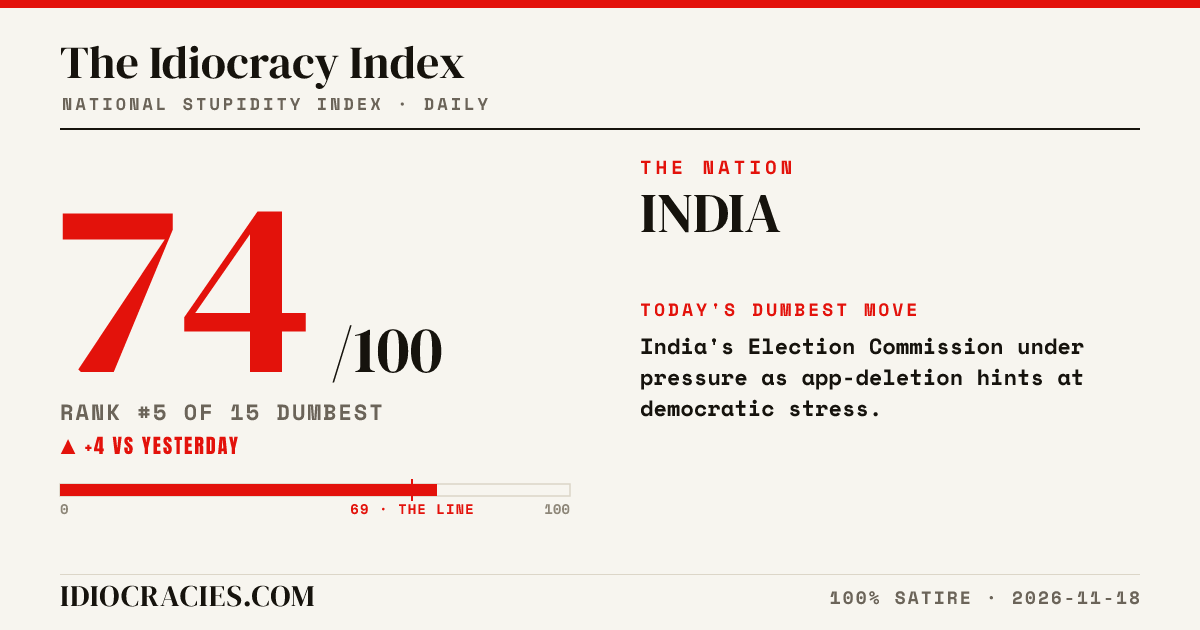 The Idiocracy Index
NATIONAL STUPIDITY INDEX · DAILY
74 /100
RANK #5 OF 15 DUMBEST
▲ +4 VS YESTERDAY
0
69 · THE LINE
100
THE NATION
INDIA
TODAY'S DUMBEST MOVE
India's Election Commission under
pressure as app-deletion hints at
democratic stress.
IDIOCRACIES.COM
100% SATIRE · 2026-11-18